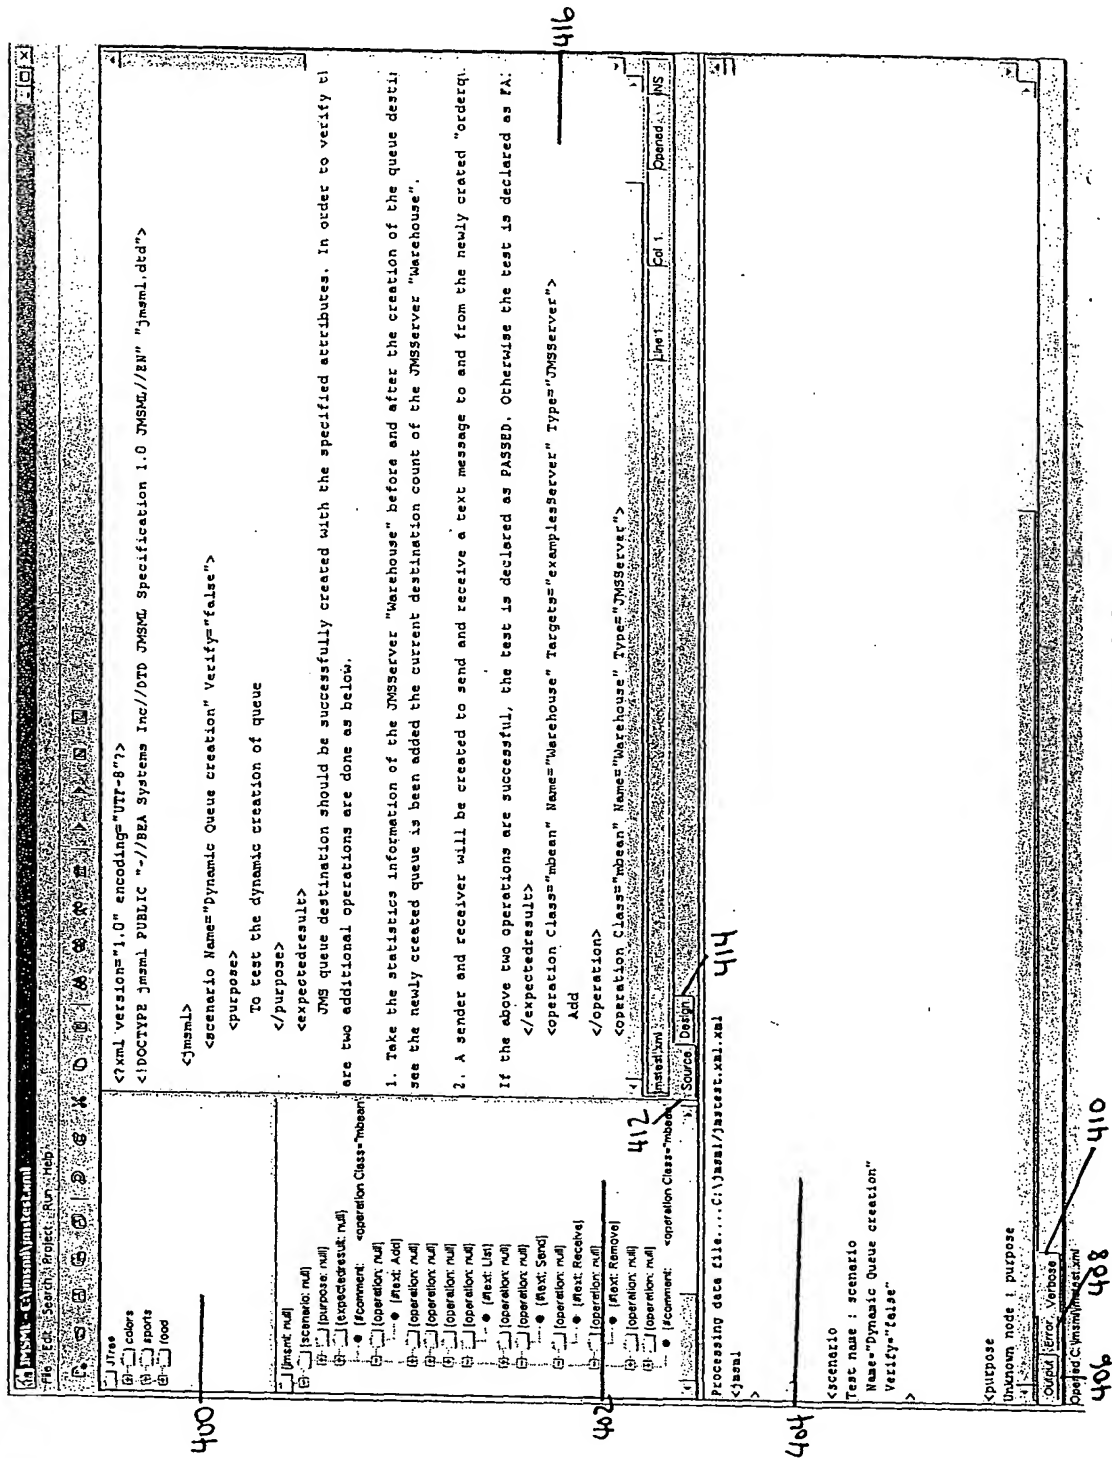 JMSML - C:\jmsml\jmstest.xml
File Edit Search Project Run Help
JTree
colors
sports
food
400
<?xml version="1.0" encoding="UTF-8"?>
<!DOCTYPE jmsml PUBLIC "-//BEA Systems Inc//DTD JMSML Specification 1.0 JMSML//EN" "jmsml.dtd">
<jmsml>
<scenario Name="Dynamic Queue creation" Verify="false">
<purpose>
To test the dynamic creation of queue
</purpose>
<expectedresult>
JMS queue destination should be successfully created with the specified attributes. In order to verify t
are two additional operations are done as below.
1. Take the statistics information of the JMSServer "Warehouse" before and after the creation of the queue desti
see the newly created queue is been added the current destination count of the JMSServer "Warehouse".
2. A sender and receiver will be created to send and receive a text message to and from the newly crated "orderq
If the above two operations are successful, the test is declared as PASSED. Otherwise the test is declared as FA
</expectedresult>
<operation Class="mbean" Name="Warehouse" Targets="examplesServer" Type="JMSServer">
Add
</operation>
<operation Class="mbean" Name="Warehouse" Type="JMSServer">
416
[jmsml: null]
[scenario: null]
[purpose: null]
[expectedresult: null]
[#comment: <operation Class="mbean"
[operation: null]
[#text: Add]
[operation: null]
[operation: null]
[operation: null]
[#text: List]
[operation: null]
[operation: null]
[#text: Send]
[operation: null]
[#text: Receive]
[operation: null]
[#text: Remove]
[operation: null]
[operation: null]
[#comment: <operation Class="mbean"
402
jmstest.xml
Line 1 Col 1 Opened INS
412
Source Design
414
Processing data file....C:\jmsml/jmstest.xml.xml
<jmsml
>
404
<scenario
Test name : scenario
Name="Dynamic Queue creation"
Verify="false"
>
<purpose
Unknown node : purpose
Output Error Verbose
Opened C:\jmsml\jmstest.xml
406
408
410